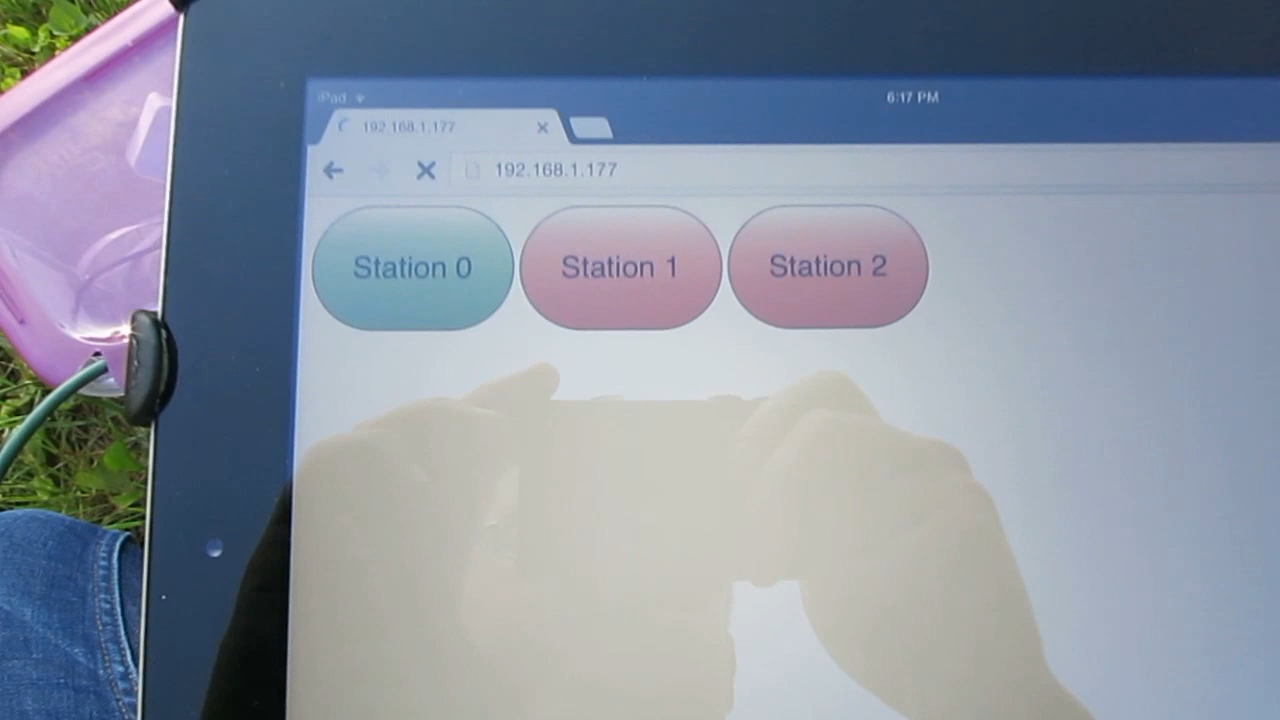 iPad 6:17 PM
192.168.1.177
192.168.1.177
Station 0 Station 1 Station 2